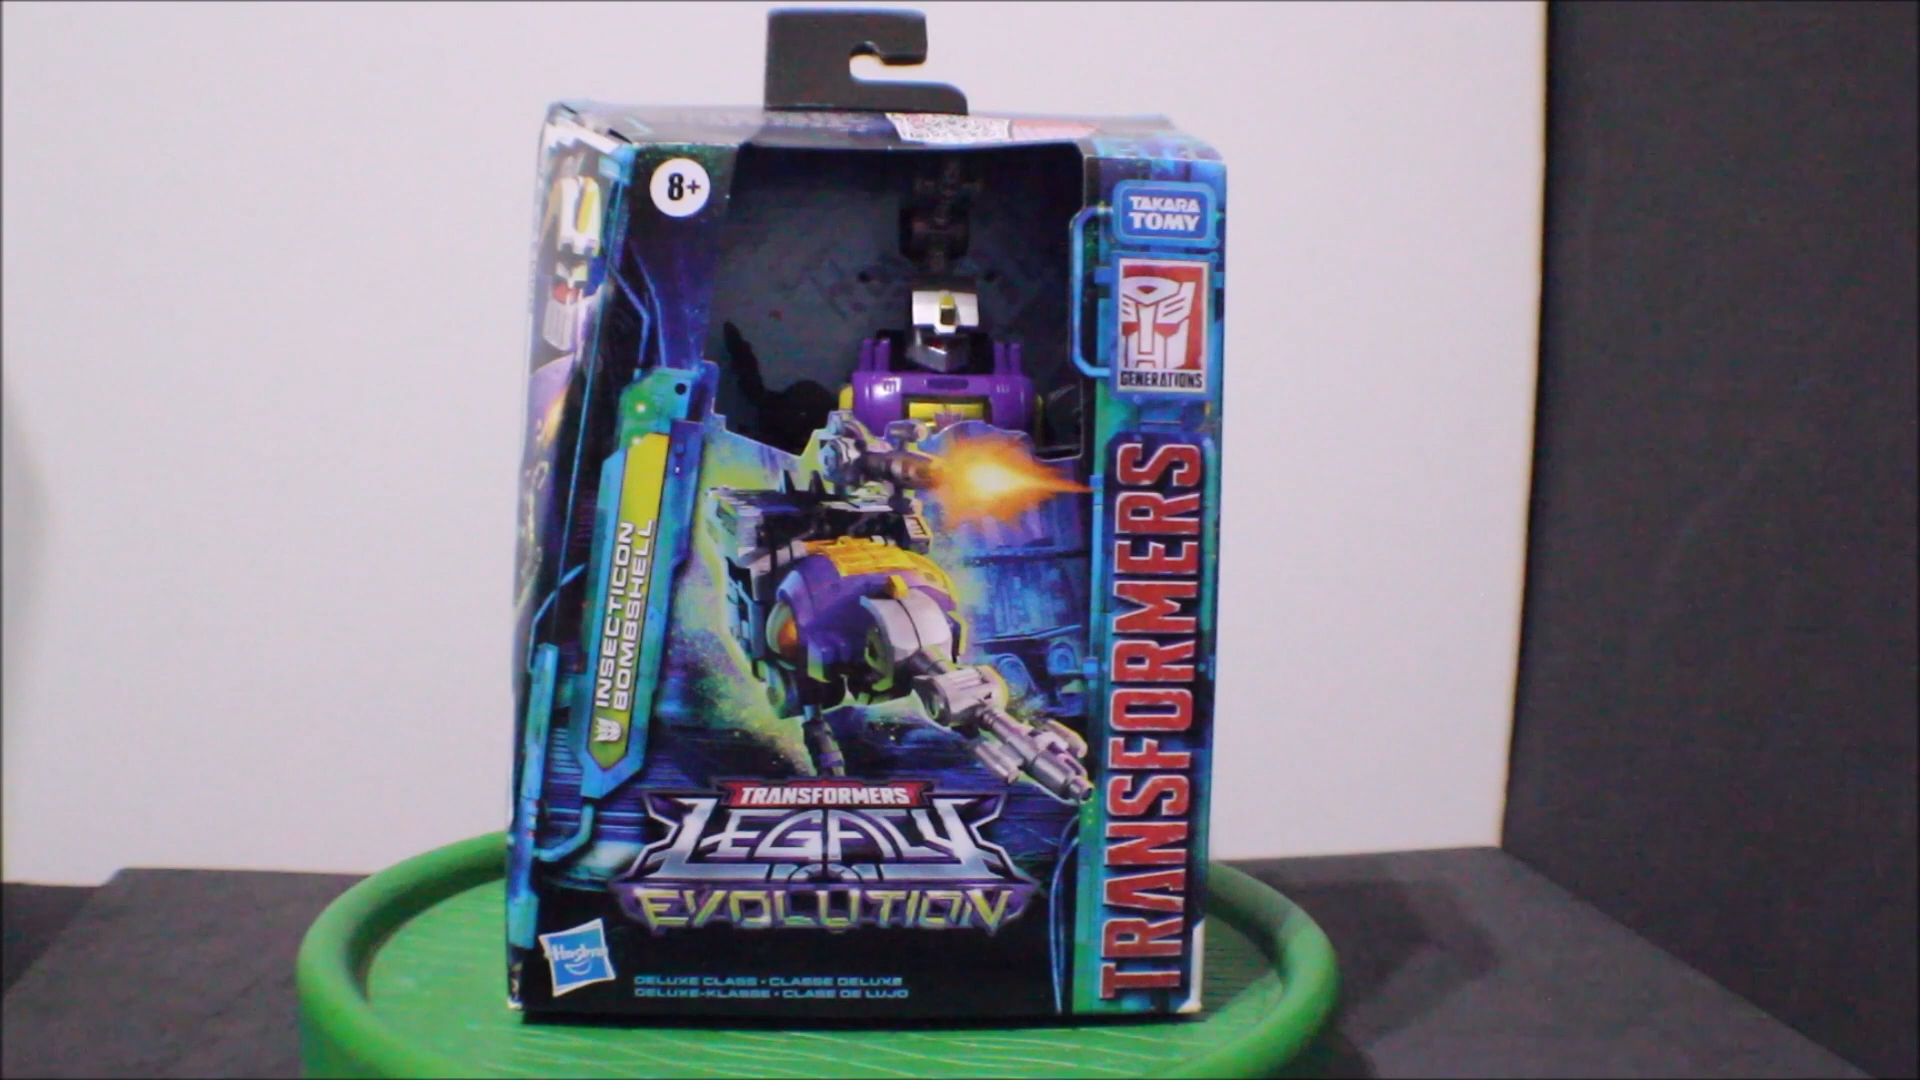 8+
TAKARA
TOMY
GENERATIONS
TRANSFORMERS
INSECTICON
BOMBSHELL
TRANSFORMERS
LEGACY
EVOLUTION
Hasbro
DELUXE CLASS • CLASSE DELUXE
DELUXE-KLASSE • CLASE DE LUJO